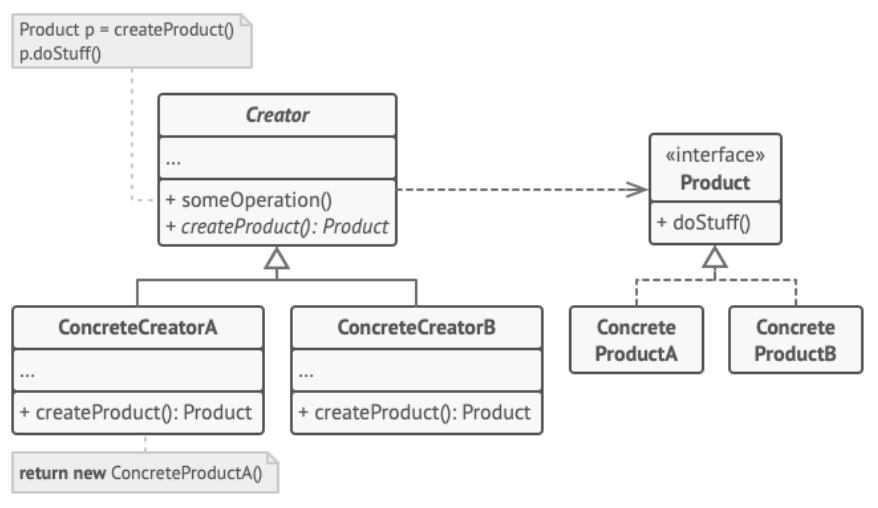 Product p = createProduct()
p.doStuff()
Creator
...
+ someOperation()
+ createProduct(): Product
«interface»
Product
+ doStuff()
ConcreteCreatorA
...
+ createProduct(): Product
ConcreteCreatorB
...
+ createProduct(): Product
Concrete
ProductA
Concrete
ProductB
return new ConcreteProductA()